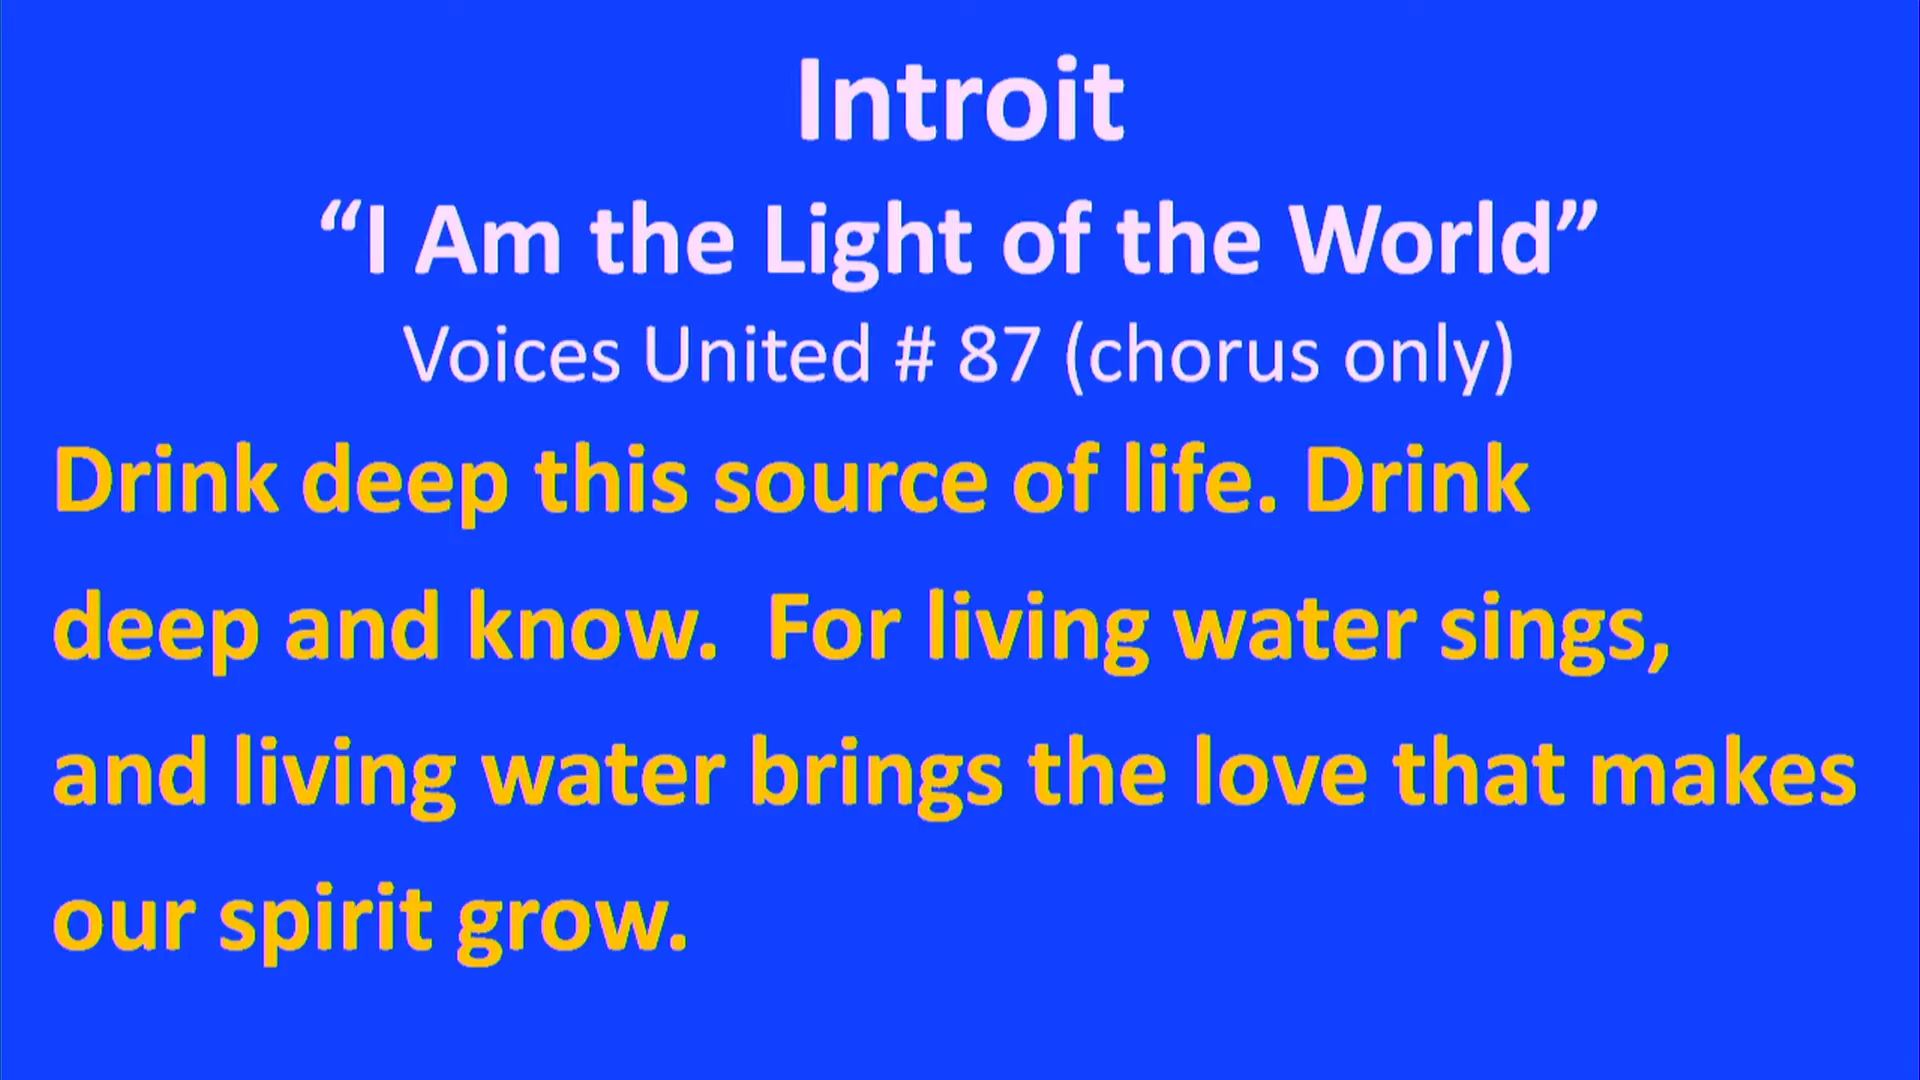 Introit
“I Am the Light of the World”
Voices United # 87 (chorus only)
Drink deep this source of life. Drink
deep and know.  For living water sings,
and living water brings the love that makes
our spirit grow.